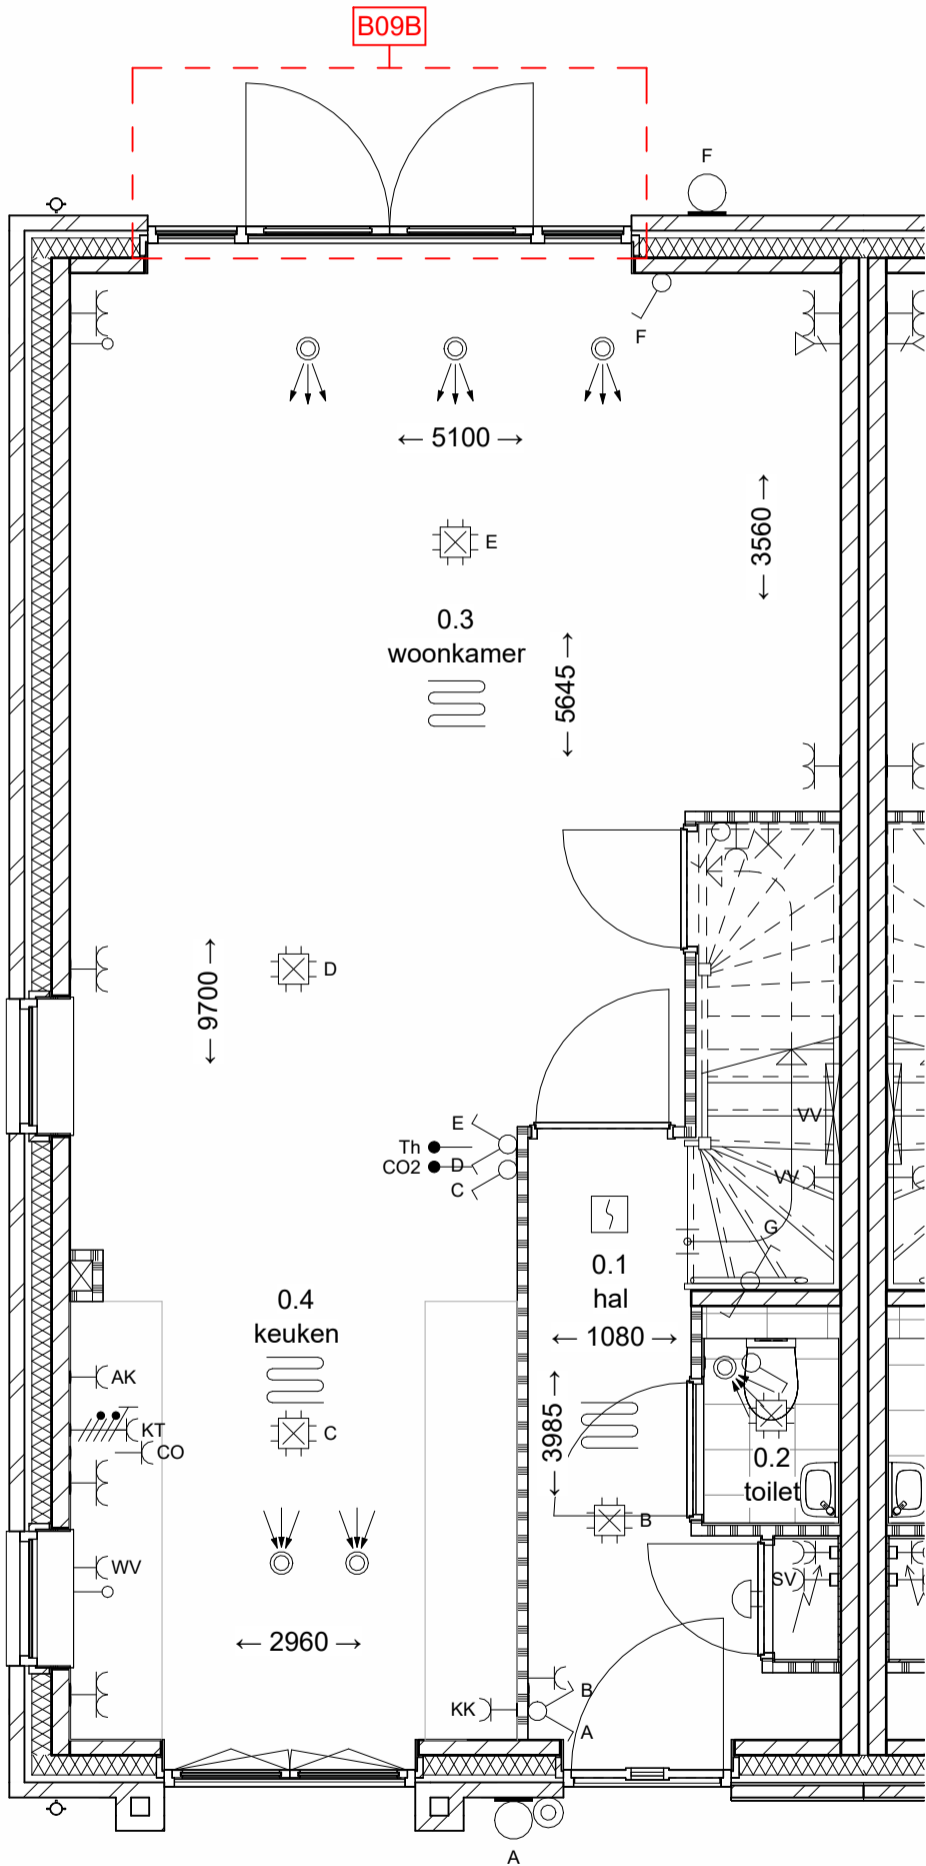 B09B
F
F
← 5100 →
← 3560 →
E
0.3
woonkamer
← 5645 →
D
← 9700 →
E
Th
D
CO2
C
VV
VV
G
0.1
hal
0.4
keuken
← 1080 →
AK
KT
CO
C
← 3985 →
0.2
toilet
B
WV
SV
← 2960 →
KK
B
A
A